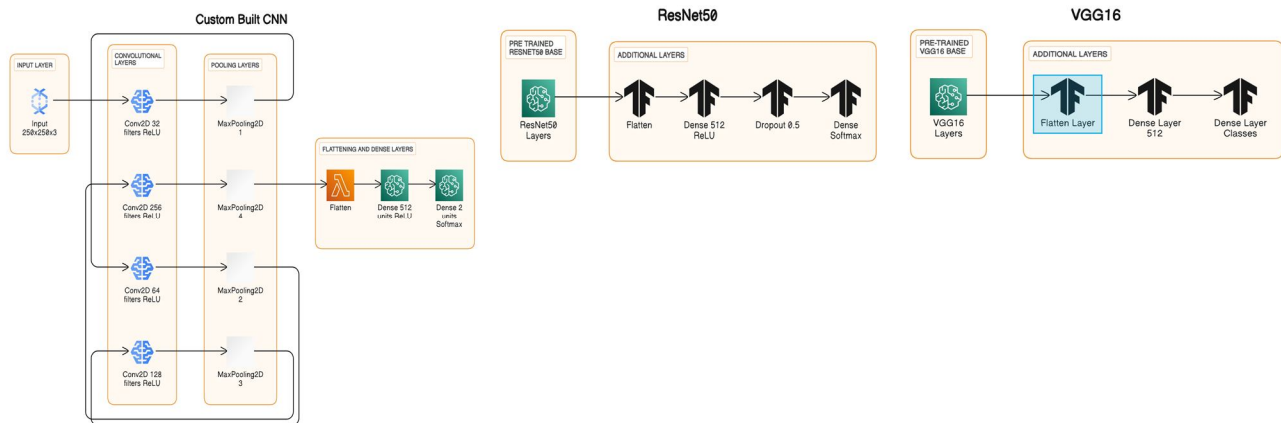 Custom Built CNN
INPUT LAYER
Input
250x250x3
CONVOLUTIONAL
LAYERS
Conv2D 32
filters ReLU
Conv2D 256
filters ReLU
Conv2D 64
filters ReLU
Conv2D 128
filters ReLU
POOLING LAYERS
MaxPooling2D
1
MaxPooling2D
4
MaxPooling2D
2
MaxPooling2D
3
FLATTENING AND DENSE LAYERS
Flatten
Dense 512
units ReLU
Dense 2
units
Softmax
ResNet50
PRE TRAINED
RESNET50 BASE
ResNet50
Layers
ADDITIONAL LAYERS
Flatten
Dense 512
ReLU
Dropout 0.5
Dense
Softmax
VGG16
PRE-TRAINED
VGG16 BASE
VGG16
Layers
ADDITIONAL LAYERS
Flatten Layer
Dense Layer
512
Dense Layer
Classes